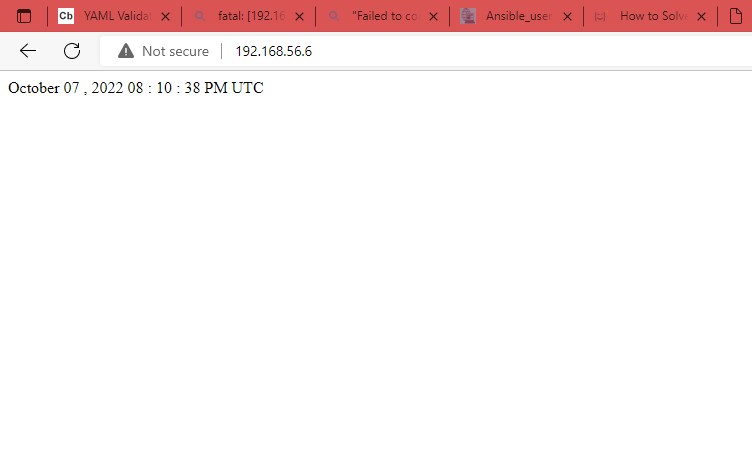 Cb YAML Valida fatal: [192.16 "Failed to co Ansible_user How to Solve
Not secure 192.168.56.6
October 07 , 2022 08 : 10 : 38 PM UTC